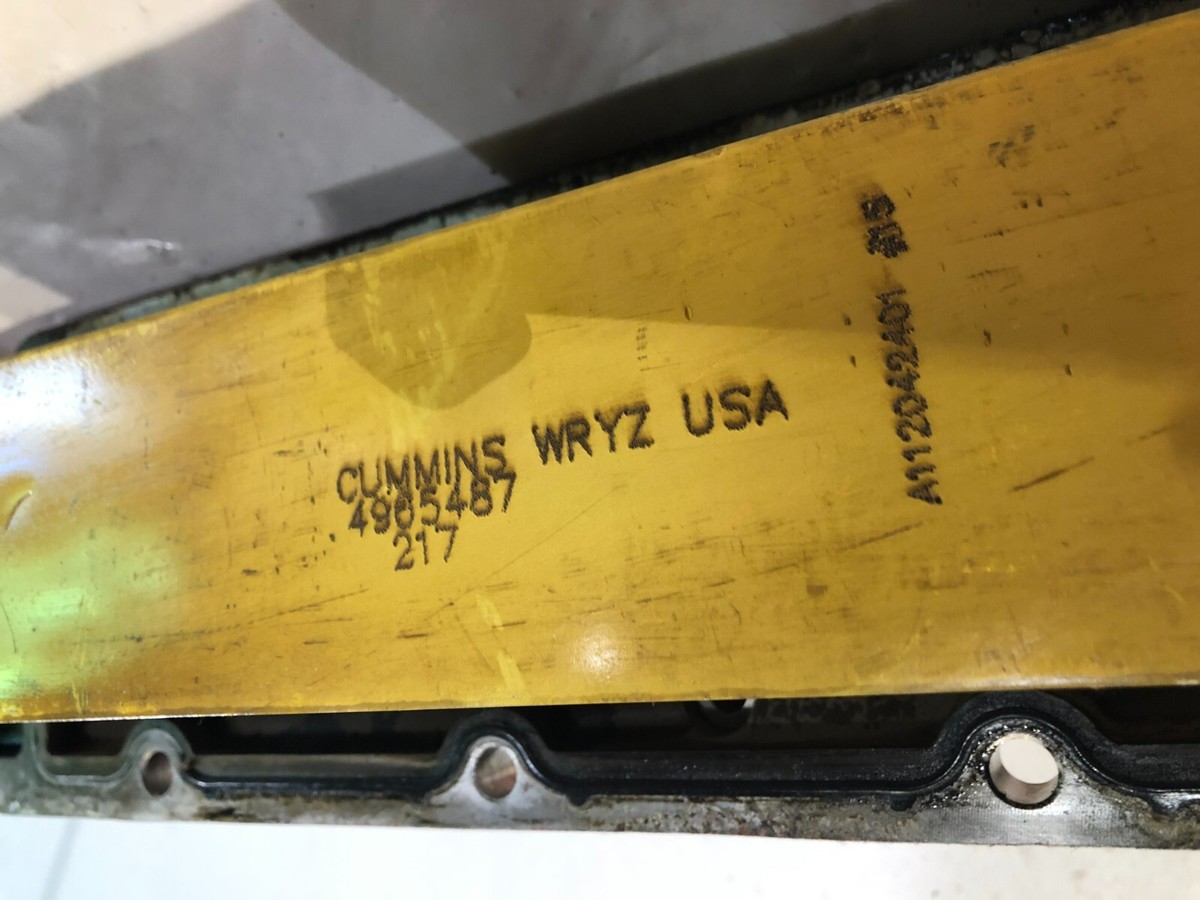 CUMMINS WRYZ USA
4965487
217
A112042401